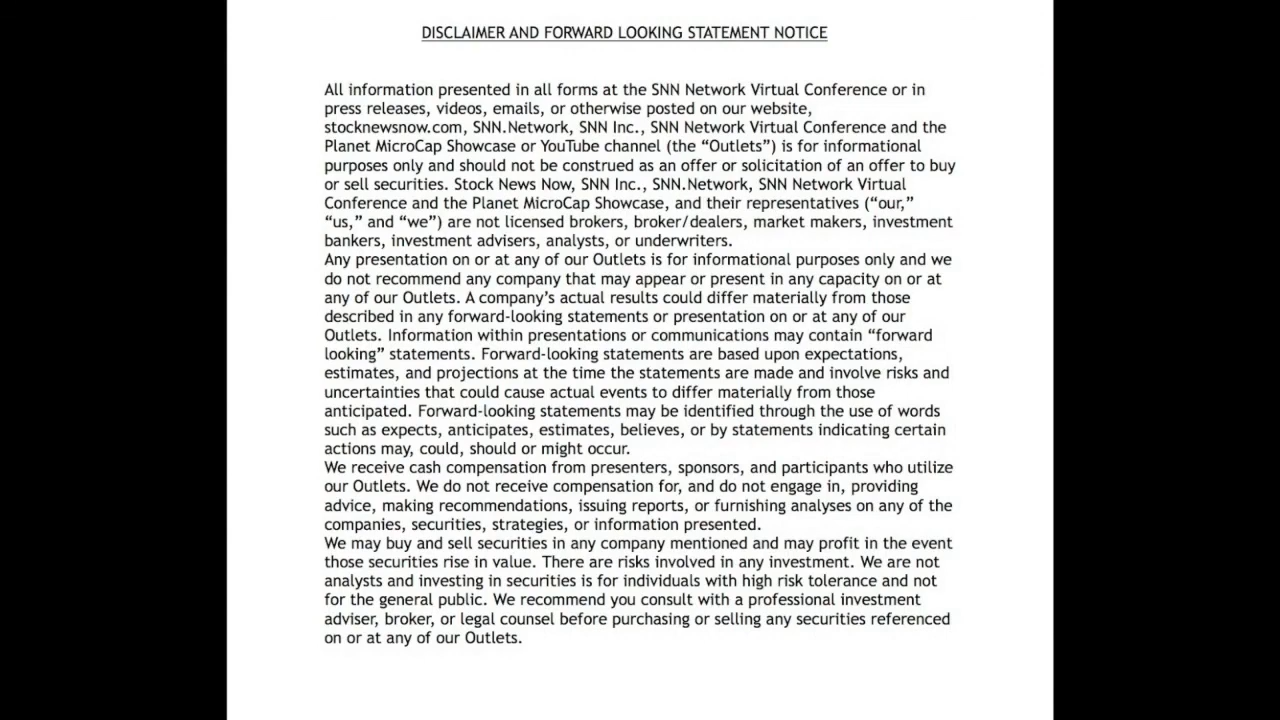 DISCLAIMER AND FORWARD LOOKING STATEMENT NOTICE
All information presented in all forms at the SNN Network Virtual Conference or in
press releases, videos, emails, or otherwise posted on our website,
stocknewsnow.com, SNN.Network, SNN Inc., SNN Network Virtual Conference and the
Planet MicroCap Showcase or YouTube channel (the “Outlets”) is for informational
purposes only and should not be construed as an offer or solicitation of an offer to buy
or sell securities. Stock News Now, SNN Inc., SNN.Network, SNN Network Virtual
Conference and the Planet MicroCap Showcase, and their representatives (“our,”
“us,” and “we”) are not licensed brokers, broker/dealers, market makers, investment
bankers, investment advisers, analysts, or underwriters.
Any presentation on or at any of our Outlets is for informational purposes only and we
do not recommend any company that may appear or present in any capacity on or at
any of our Outlets. A company’s actual results could differ materially from those
described in any forward-looking statements or presentation on or at any of our
Outlets. Information within presentations or communications may contain “forward
looking” statements. Forward-looking statements are based upon expectations,
estimates, and projections at the time the statements are made and involve risks and
uncertainties that could cause actual events to differ materially from those
anticipated. Forward-looking statements may be identified through the use of words
such as expects, anticipates, estimates, believes, or by statements indicating certain
actions may, could, should or might occur.
We receive cash compensation from presenters, sponsors, and participants who utilize
our Outlets. We do not receive compensation for, and do not engage in, providing
advice, making recommendations, issuing reports, or furnishing analyses on any of the
companies, securities, strategies, or information presented.
We may buy and sell securities in any company mentioned and may profit in the event
those securities rise in value. There are risks involved in any investment. We are not
analysts and investing in securities is for individuals with high risk tolerance and not
for the general public. We recommend you consult with a professional investment
adviser, broker, or legal counsel before purchasing or selling any securities referenced
on or at any of our Outlets.